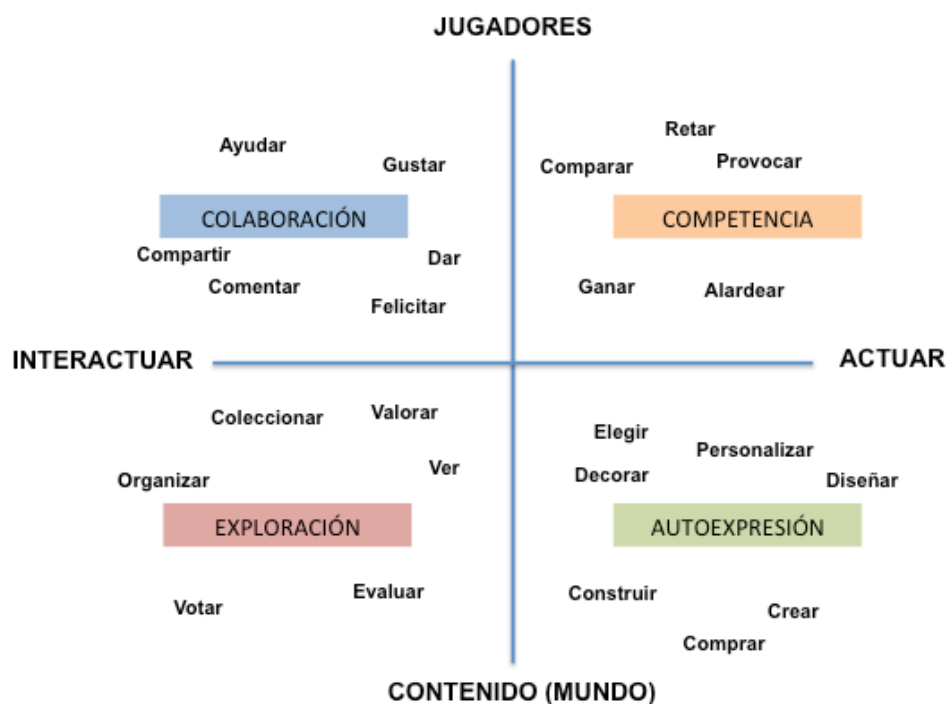 JUGADORES
Ayudar
Gustar
COLABORACIÓN
Compartir
Dar
Comentar
Felicitar
Retar
Comparar
Provocar
COMPETENCIA
Ganar
Alardear
INTERACTUAR
ACTUAR
Coleccionar
Valorar
Ver
Organizar
EXPLORACIÓN
Evaluar
Votar
Elegir
Personalizar
Decorar
Diseñar
AUTOEXPRESIÓN
Construir
Crear
Comprar
CONTENIDO (MUNDO)